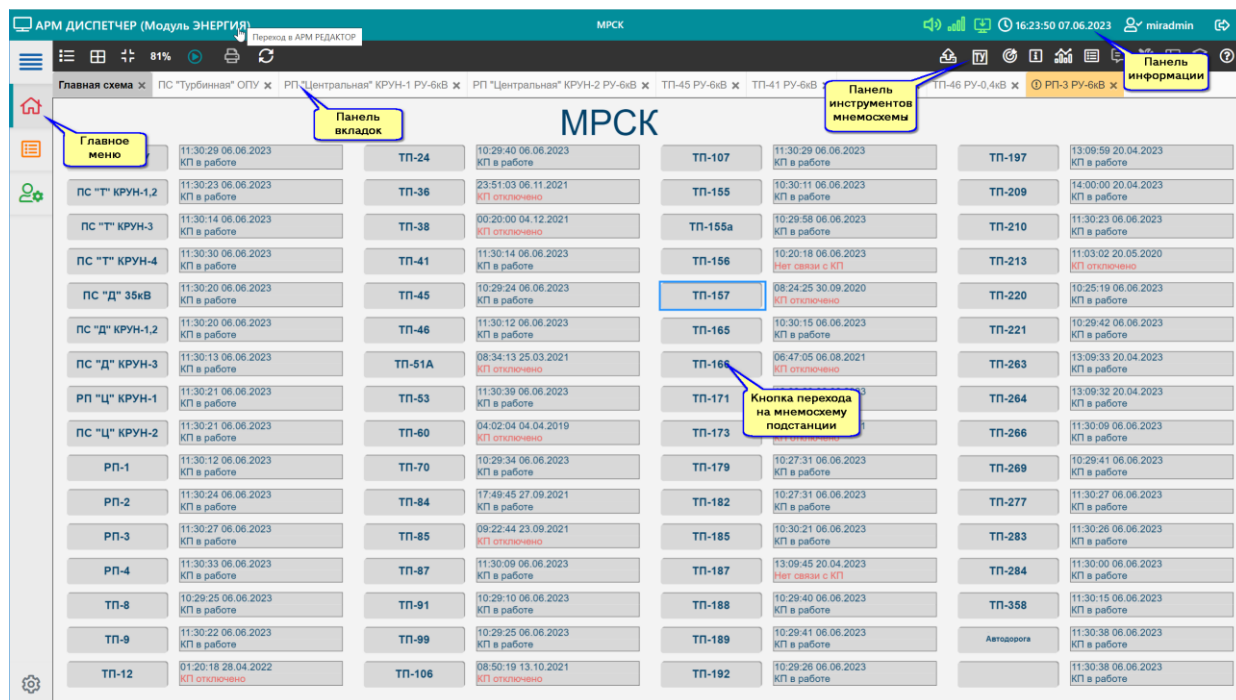 АРМ ДИСПЕТЧЕР (Модуль ЭНЕРГИЯ)
МРСК
16:23:50 07.06.2023
miradmin
Переход в АРМ РЕДАКТОР
81%
ТУ
Панель
информации
Главная схема
ПС "Турбинная" ОПУ
РП "Центральная" КРУН-1 РУ-6кВ
РП "Центральная" КРУН-2 РУ-6кВ
ТП-45 РУ-6кВ
ТП-41 РУ-6кВ
ТП-46 РУ-0,4кВ
РП-3 РУ-6кВ
Панель
вкладок
Панель
инструментов
мнемосхемы
МРСК
Главное
меню
11:30:29 06.06.2023
КП в работе
ТП-24
10:29:40 06.06.2023
КП в работе
ТП-107
11:30:29 06.06.2023
КП в работе
ТП-197
13:09:59 20.04.2023
КП в работе
ПС "Т" КРУН-1,2
11:30:23 06.06.2023
КП в работе
ТП-36
23:51:03 06.11.2021
КП отключено
ТП-155
10:30:11 06.06.2023
КП в работе
ТП-209
14:00:00 20.04.2023
КП в работе
ПС "Т" КРУН-3
11:30:14 06.06.2023
КП в работе
ТП-38
00:20:00 04.12.2021
КП отключено
ТП-155а
10:29:58 06.06.2023
КП в работе
ТП-210
11:30:23 06.06.2023
КП в работе
ПС "Т" КРУН-4
11:30:30 06.06.2023
КП в работе
ТП-41
11:30:14 06.06.2023
КП в работе
ТП-156
10:20:18 06.06.2023
Нет связи с КП
ТП-213
11:03:02 20.05.2020
КП отключено
ПС "Д" 35кВ
11:30:20 06.06.2023
КП в работе
ТП-45
10:29:24 06.06.2023
КП в работе
ТП-157
08:24:25 30.09.2020
КП отключено
ТП-220
10:25:19 06.06.2023
КП в работе
ПС "Д" КРУН-1,2
11:30:20 06.06.2023
КП в работе
ТП-46
11:30:12 06.06.2023
КП в работе
ТП-165
10:30:15 06.06.2023
КП в работе
ТП-221
10:29:42 06.06.2023
КП в работе
ПС "Д" КРУН-3
11:30:13 06.06.2023
КП в работе
ТП-51А
08:34:13 25.03.2021
КП отключено
ТП-166
06:47:05 06.08.2021
КП отключено
ТП-263
13:09:33 20.04.2023
КП в работе
РП "Ц" КРУН-1
11:30:21 06.06.2023
КП в работе
ТП-53
11:30:39 06.06.2023
КП в работе
ТП-171
Кнопка перехода
на мнемосхему
подстанции
ТП-264
13:09:32 20.04.2023
КП в работе
ПС "Ц" КРУН-2
11:30:21 06.06.2023
КП в работе
ТП-60
04:02:04 04.04.2019
КП отключено
ТП-173
ТП-266
11:30:09 06.06.2023
КП в работе
РП-1
11:30:12 06.06.2023
КП в работе
ТП-70
10:29:34 06.06.2023
КП в работе
ТП-179
10:27:31 06.06.2023
КП в работе
ТП-269
10:29:41 06.06.2023
КП в работе
РП-2
11:30:24 06.06.2023
КП в работе
ТП-84
17:49:45 27.09.2021
КП в работе
ТП-182
10:27:31 06.06.2023
КП в работе
ТП-277
11:30:27 06.06.2023
КП в работе
РП-3
11:30:27 06.06.2023
КП в работе
ТП-85
09:22:44 23.09.2021
КП отключено
ТП-185
10:30:21 06.06.2023
КП в работе
ТП-283
11:30:26 06.06.2023
КП в работе
РП-4
11:30:33 06.06.2023
КП в работе
ТП-87
11:30:09 06.06.2023
КП в работе
ТП-187
13:09:45 20.04.2023
Нет связи с КП
ТП-284
11:30:00 06.06.2023
КП в работе
ТП-8
10:29:25 06.06.2023
КП в работе
ТП-91
10:29:10 06.06.2023
КП в работе
ТП-188
10:29:40 06.06.2023
КП в работе
ТП-358
11:30:15 06.06.2023
КП в работе
ТП-9
11:30:22 06.06.2023
КП в работе
ТП-99
10:29:25 06.06.2023
КП в работе
ТП-189
10:29:41 06.06.2023
КП в работе
Автодорога
11:30:38 06.06.2023
КП в работе
ТП-12
01:20:18 28.04.2022
КП отключено
ТП-106
08:50:19 13.10.2021
КП отключено
ТП-192
10:29:26 06.06.2023
КП в работе
11:30:38 06.06.2023
КП в работе